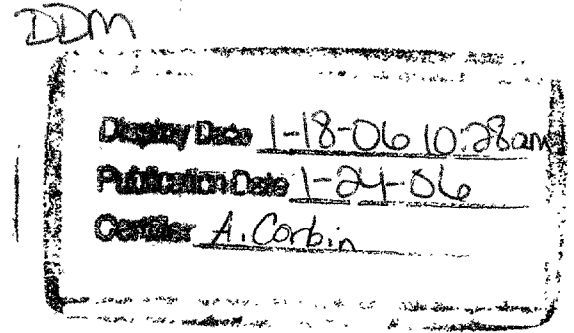 DDM
Display Date 1-18-06 10:28am
Publication Date 1-24-06
Certifier A. Corbin